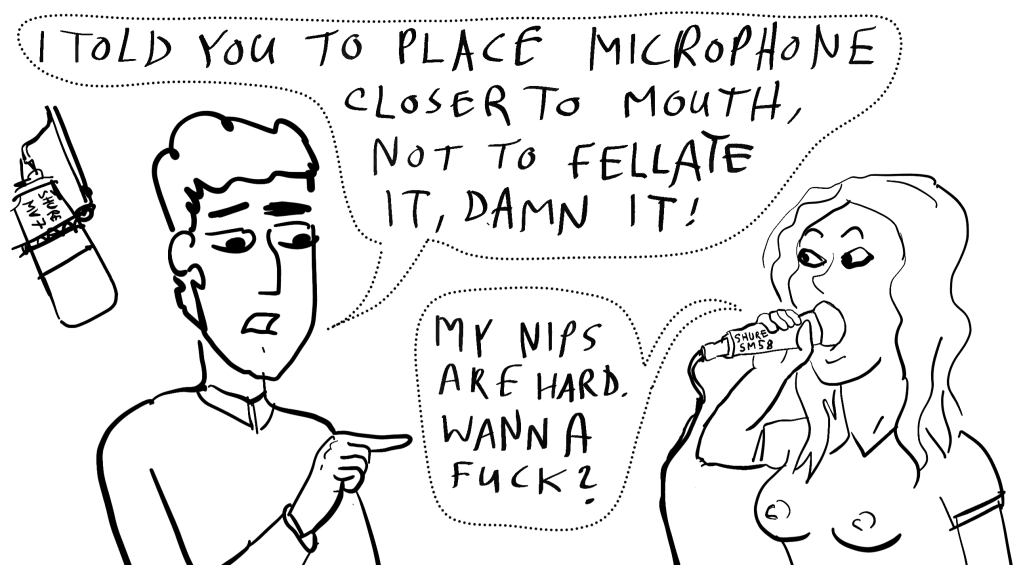 I TOLD YOU TO PLACE MICROPHONE
CLOSER TO MOUTH,
NOT TO FELLATE
IT, DAMN IT!
SHURE
MV7
MY NIPS
ARE HARD.
WANNA
FUCK?
SHURE
SM58